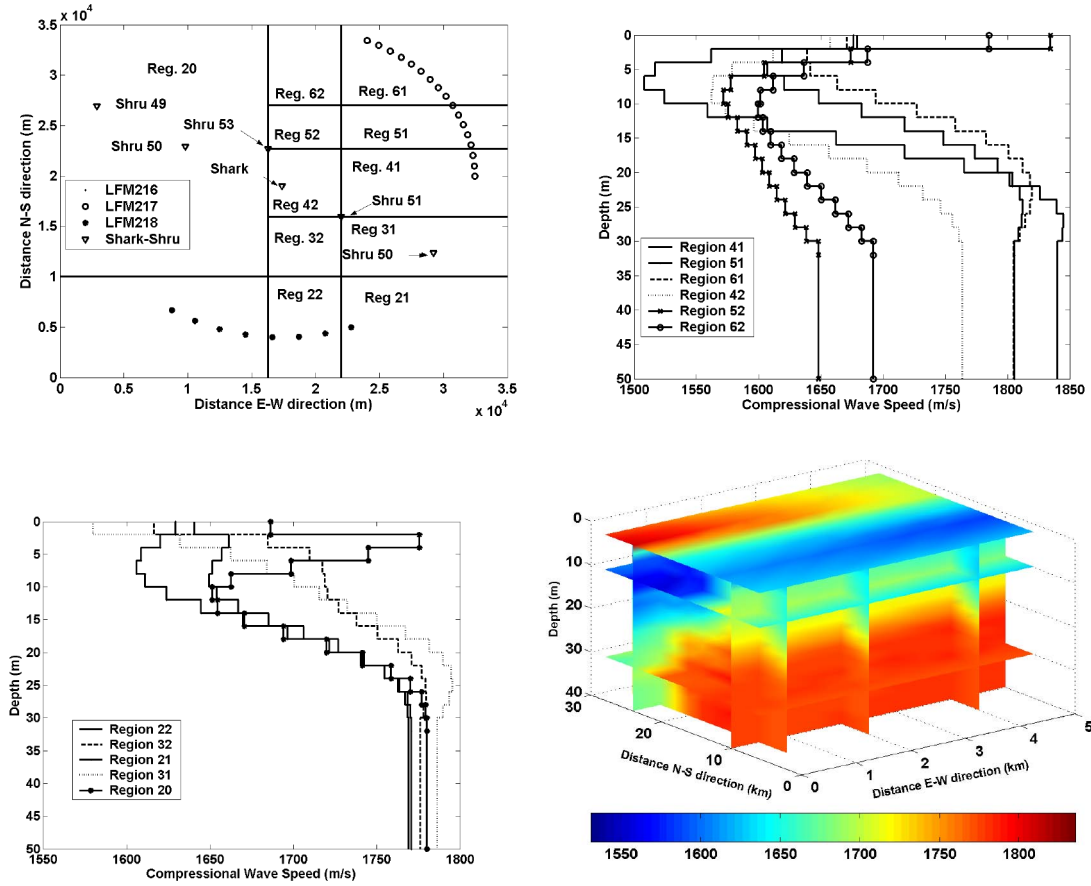 x 10⁴
3.5
3
2.5
2
1.5
1
0.5
0
0 0.5 1 1.5 2 2.5 3 3.5
x 10⁴
Distance N-S direction (m)
Distance E-W direction (m)
Reg. 20
Reg. 62
Reg. 61
Shru 49
Shru 53
Reg 52
Reg 51
Shru 50
Shark
Reg. 41
LFM216
LFM217
LFM218
Shark-Shru
Reg 42
Shru 51
Reg. 32
Reg 31
Shru 50
Reg 22
Reg 21
0
5
10
15
20
25
30
35
40
45
50
Depth (m)
Region 41
Region 51
Region 61
Region 42
Region 52
Region 62
1500 1550 1600 1650 1700 1750 1800 1850
Compressional Wave Speed (m/s)
0
5
10
15
20
25
30
35
40
45
50
Depth (m)
Region 22
Region 32
Region 21
Region 31
Region 20
1550 1600 1650 1700 1750 1800
Compressional Wave Speed (m/s)
0
10
20
30
40
Depth (m)
30
20
10
0
Distance N-S direction (km)
0
1
2
3
4
5
Distance E-W direction (km)
1550 1600 1650 1700 1750 1800